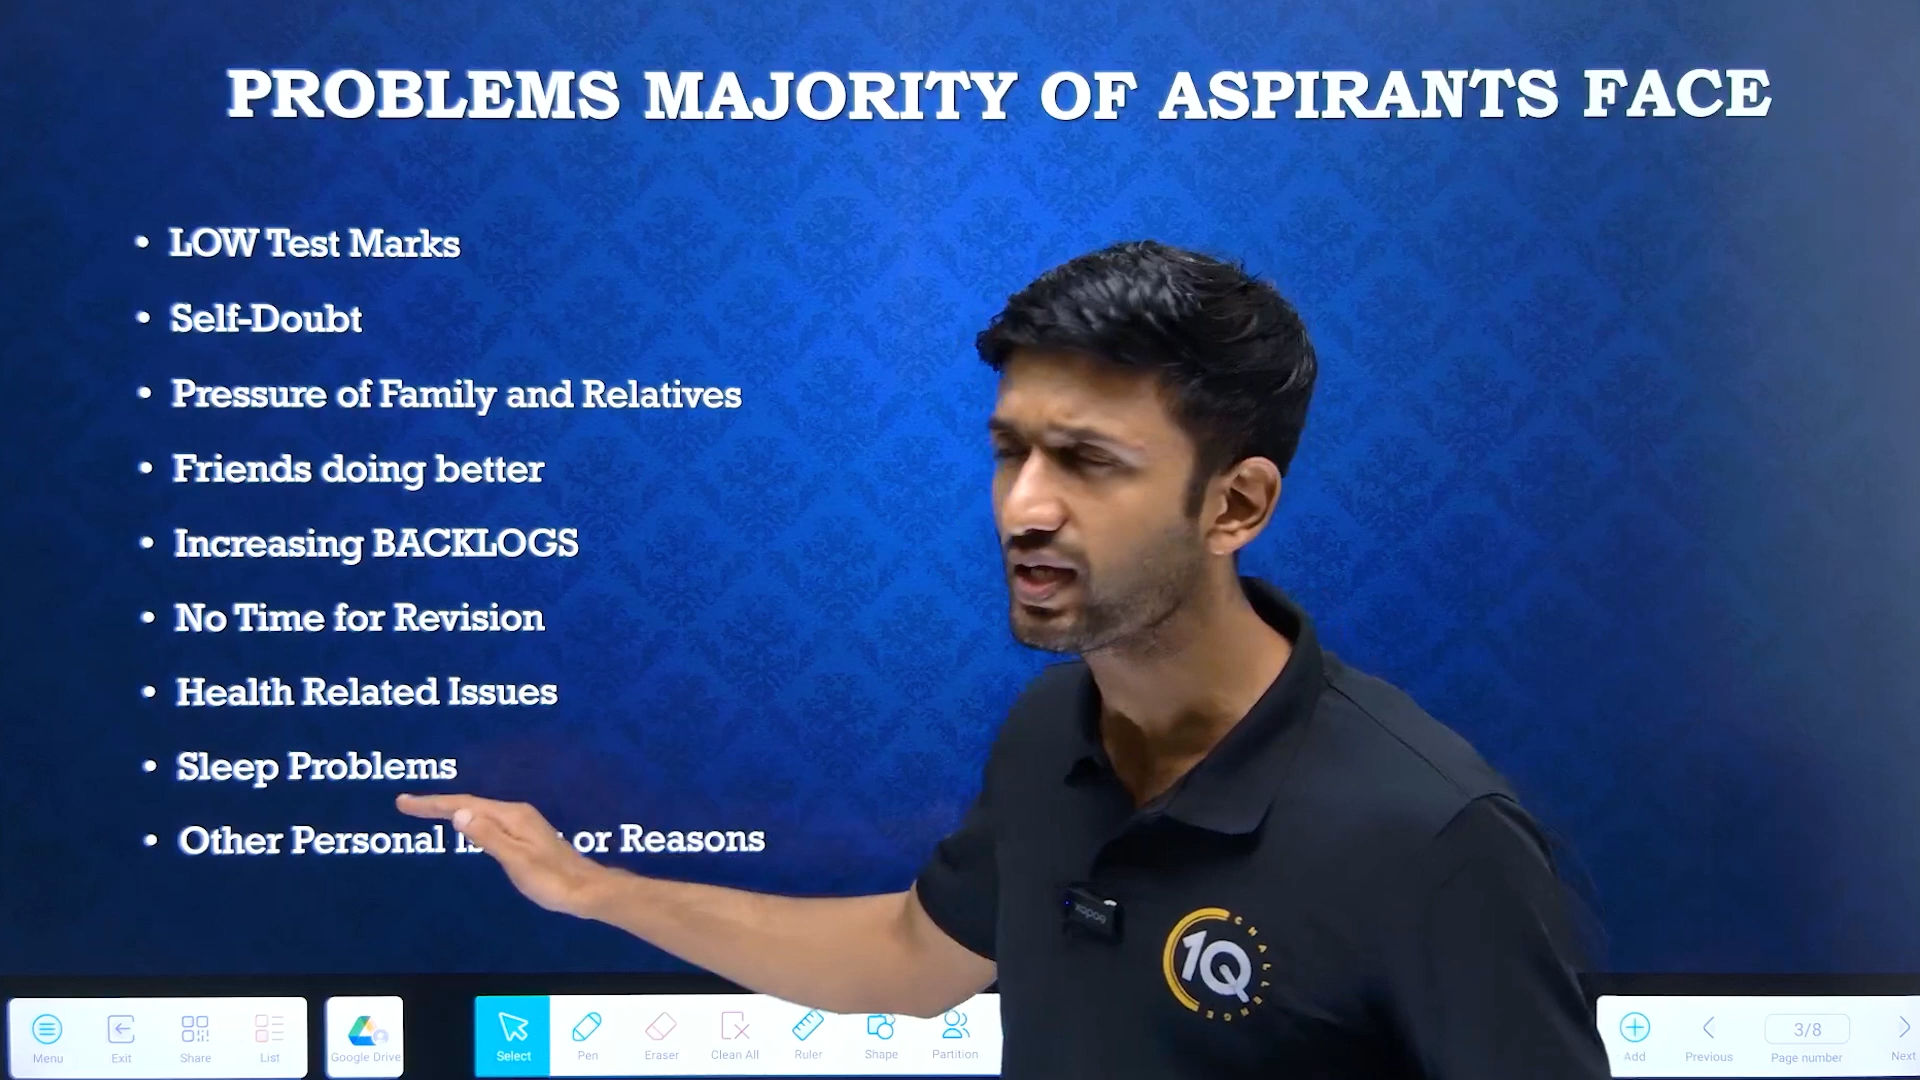 PROBLEMS MAJORITY OF ASPIRANTS FACE
• LOW Test Marks
• Self-Doubt
• Pressure of Family and Relatives
• Friends doing better
• Increasing BACKLOGS
• No Time for Revision
• Health Related Issues
• Sleep Problems
• Other Personal or Reasons
1Q
CHALLENGE
Menu
Exit
Share
List
Google Drive
Select
Pen
Eraser
Clean All
Ruler
Shape
Partition
Add
Previous
3/8
Page number
Next